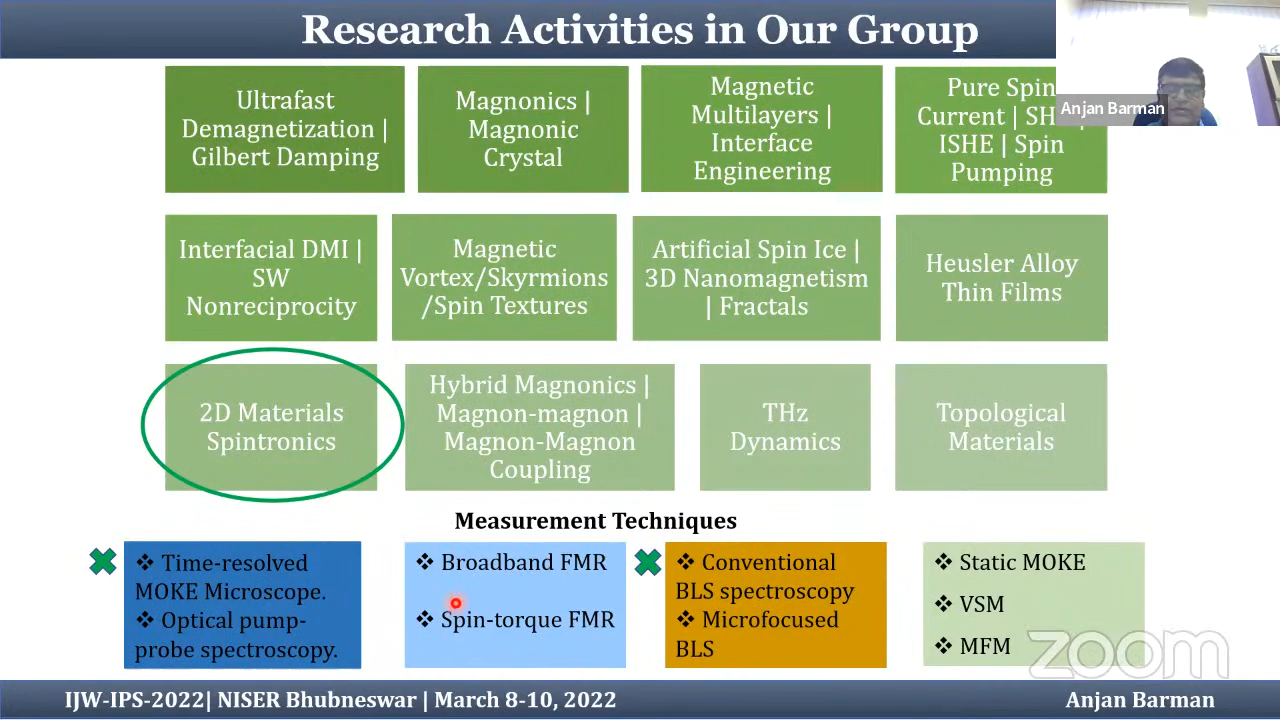 Research Activities in Our Group
Anjan Barman
Ultrafast
Demagnetization |
Gilbert Damping
Magnonics |
Magnonic
Crystal
Magnetic
Multilayers |
Interface
Engineering
Pure Spin
Current |
ISHE | Spin
Pumping
Interfacial DMI |
SW
Nonreciprocity
Magnetic
Vortex/Skyrmions
/Spin Textures
Artificial Spin Ice |
3D Nanomagnetism
| Fractals
Heusler Alloy
Thin Films
2D Materials
Spintronics
Hybrid Magnonics |
Magnon-magnon |
Magnon-Magnon
Coupling
THz
Dynamics
Topological
Materials
Measurement Techniques
❖ Time-resolved
MOKE Microscope.
❖ Optical pump-
probe spectroscopy.
❖ Broadband FMR
❖ Spin-torque FMR
❖ Conventional
BLS spectroscopy
❖ Microfocused
BLS
❖ Static MOKE
❖ VSM
❖ MFM
zoom
IJW-IPS-2022| NISER Bhubneswar | March 8-10, 2022
Anjan Barman